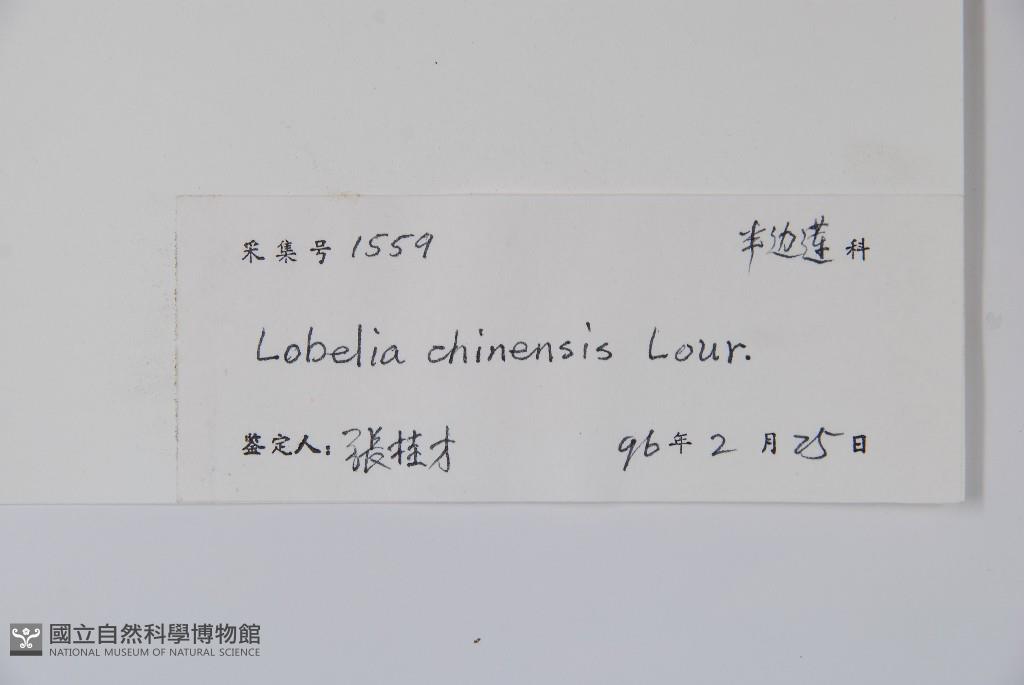 采集号 1559 半边莲科
Lobelia chinensis Lour.
鉴定人: 張桂才 96年2月25日
國立自然科學博物館
NATIONAL MUSEUM OF NATURAL SCIENCE